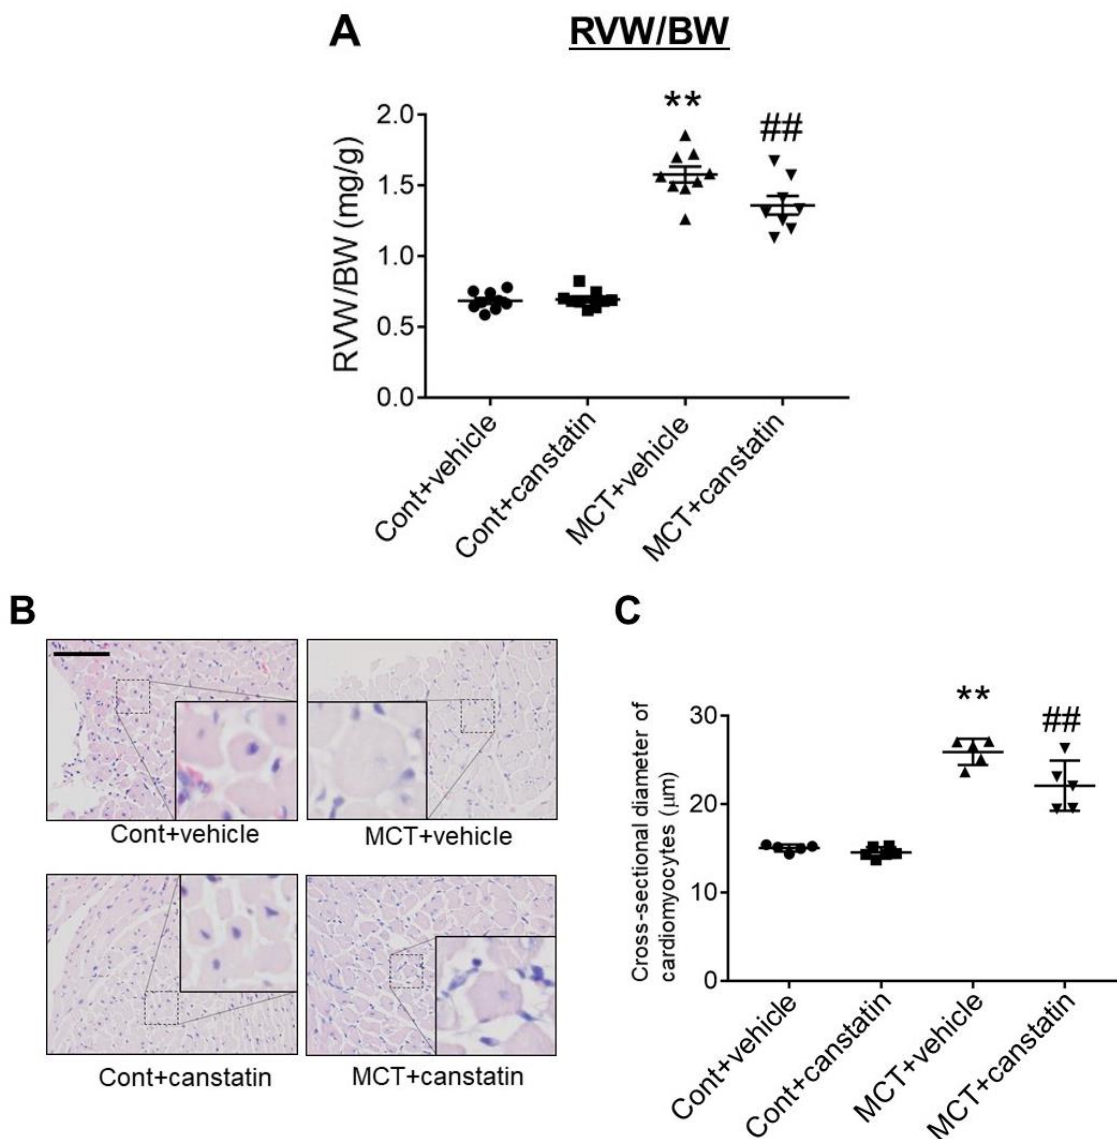 A
RVW/BW
RVW/BW (mg/g)
2.0
1.5
1.0
0.5
0.0
**
##
Cont+vehicle
Cont+canstatin
MCT+vehicle
MCT+canstatin
B
Cont+vehicle
MCT+vehicle
Cont+canstatin
MCT+canstatin
C
Cross-sectional diameter of
cardiomyocytes (μm)
30
20
10
0
**
##
Cont+vehicle
Cont+canstatin
MCT+vehicle
MCT+canstatin